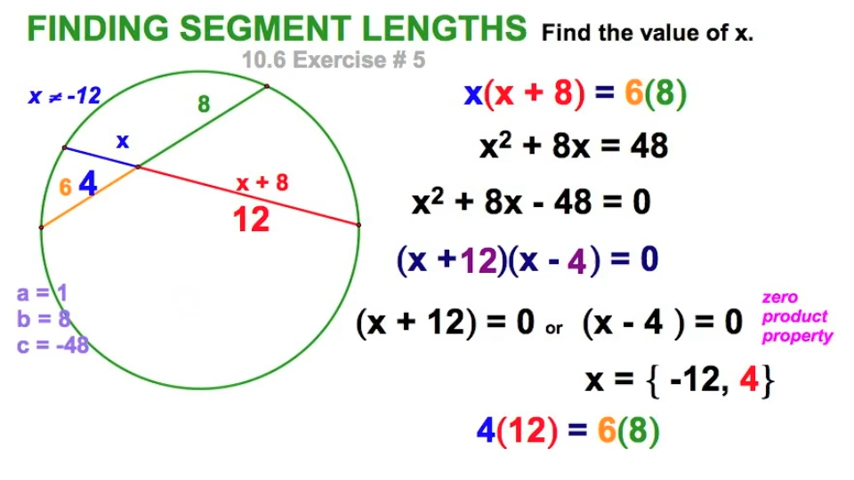 FINDING SEGMENT LENGTHS Find the value of x.
10.6 Exercise # 5
x ≠ -12
8
x
6 4
x + 8
12
a = 1
b = 8
c = -48
x(x + 8) = 6(8)
x² + 8x = 48
x² + 8x - 48 = 0
(x +12)(x - 4) = 0
(x + 12) = 0 or (x - 4 ) = 0
zero
product
property
x = { -12, 4}
4(12) = 6(8)